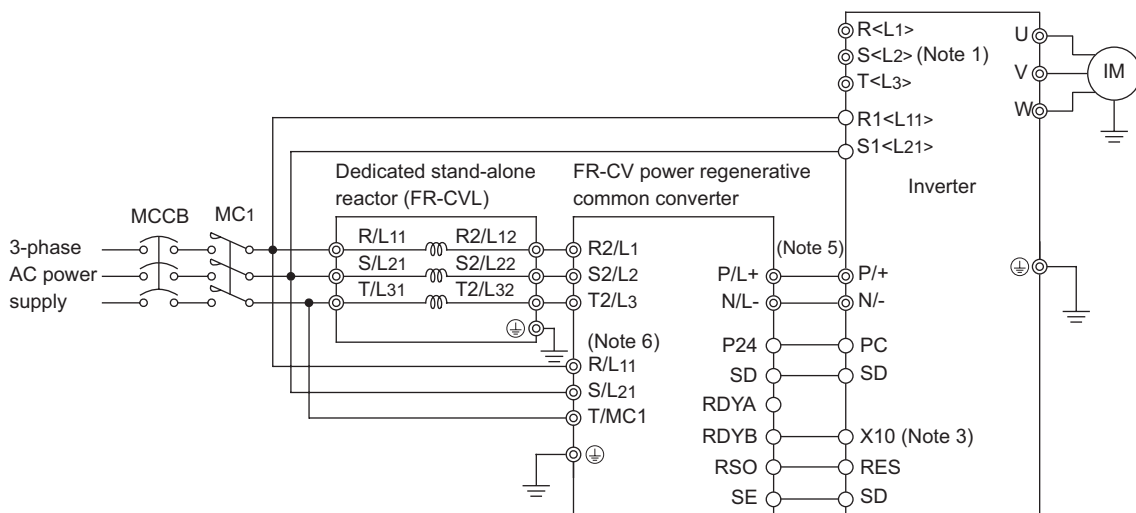 R<L1>
S<L2> (Note 1)
T<L3>
R1<L11>
S1<L21>
U
V
W
IM
Inverter
Dedicated stand-alone
reactor (FR-CVL)
FR-CV power regenerative
common converter
MCCB
MC1
3-phase
AC power
supply
R/L11
R2/L12
R2/L1
S/L21
S2/L22
S2/L2
T/L31
T2/L32
T2/L3
(Note 5)
P/L+
P/+
N/L-
N/-
(Note 6)
R/L11
S/L21
T/MC1
P24
PC
SD
SD
RDYA
RDYB
X10 (Note 3)
RSO
RES
SE
SD